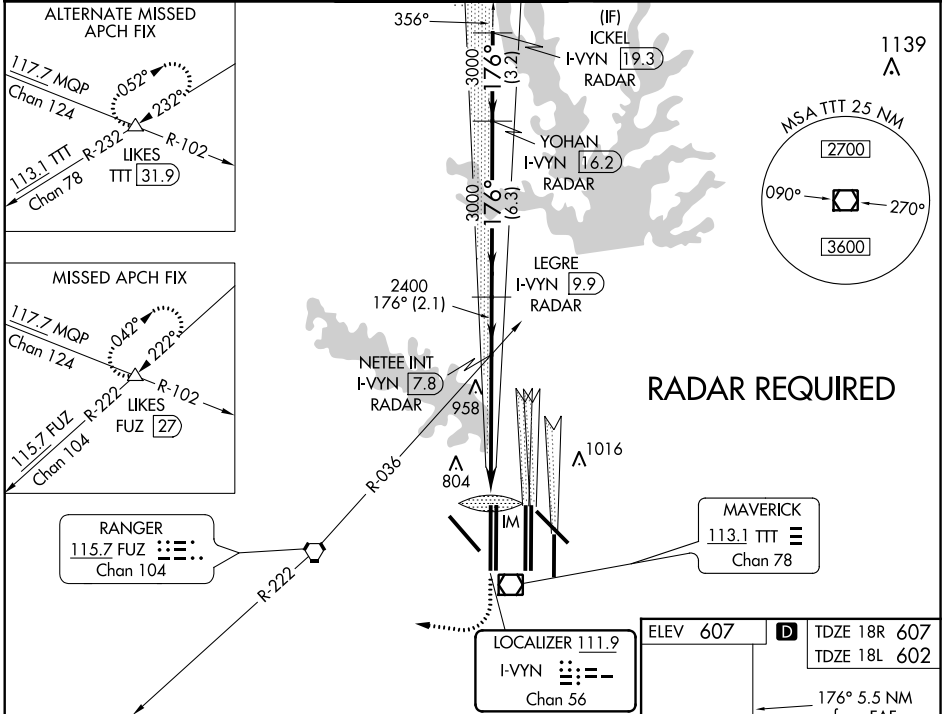 ALTERNATE MISSED
APCH FIX
117.7 MQP
Chan 124
052°
232°
R-232
R-102
LIKES
TTT 31.9
113.1 TTT
Chan 78
MISSED APCH FIX
117.7 MQP
Chan 124
042°
222°
R-222
R-102
LIKES
FUZ 27
115.7 FUZ
Chan 104
356°
3000
176°
(3.2)
(IF)
ICKEL
I-VYN 19.3
RADAR
YOHAN
I-VYN 16.2
RADAR
3000
176°
(6.3)
LEGRE
I-VYN 9.9
RADAR
2400
176° (2.1)
NETEE INT
I-VYN 7.8
RADAR
958
804
1016
1139
MSA TTT 25 NM
2700
090°
270°
3600
RADAR REQUIRED
R-036
IM
RANGER
115.7 FUZ
Chan 104
R-222
MAVERICK
113.1 TTT
Chan 78
LOCALIZER 111.9
I-VYN
Chan 56
ELEV 607
D
TDZE 18R 607
TDZE 18L 602
176° 5.5 NM